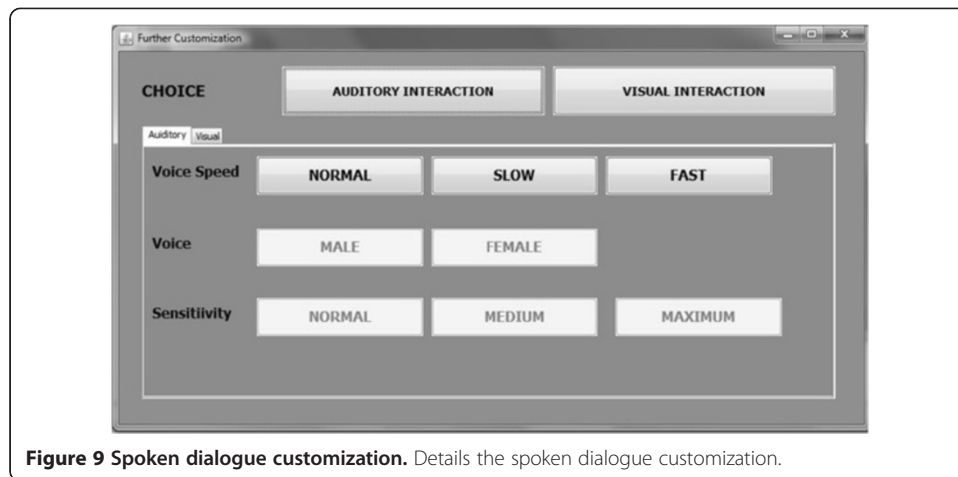 Further Customization
CHOICE AUDITORY INTERACTION VISUAL INTERACTION
Auiditory Visual
Voice Speed NORMAL SLOW FAST
Voice MALE FEMALE
Sensitiivity NORMAL MEDIUM MAXIMUM
Figure 9 Spoken dialogue customization. Details the spoken dialogue customization.